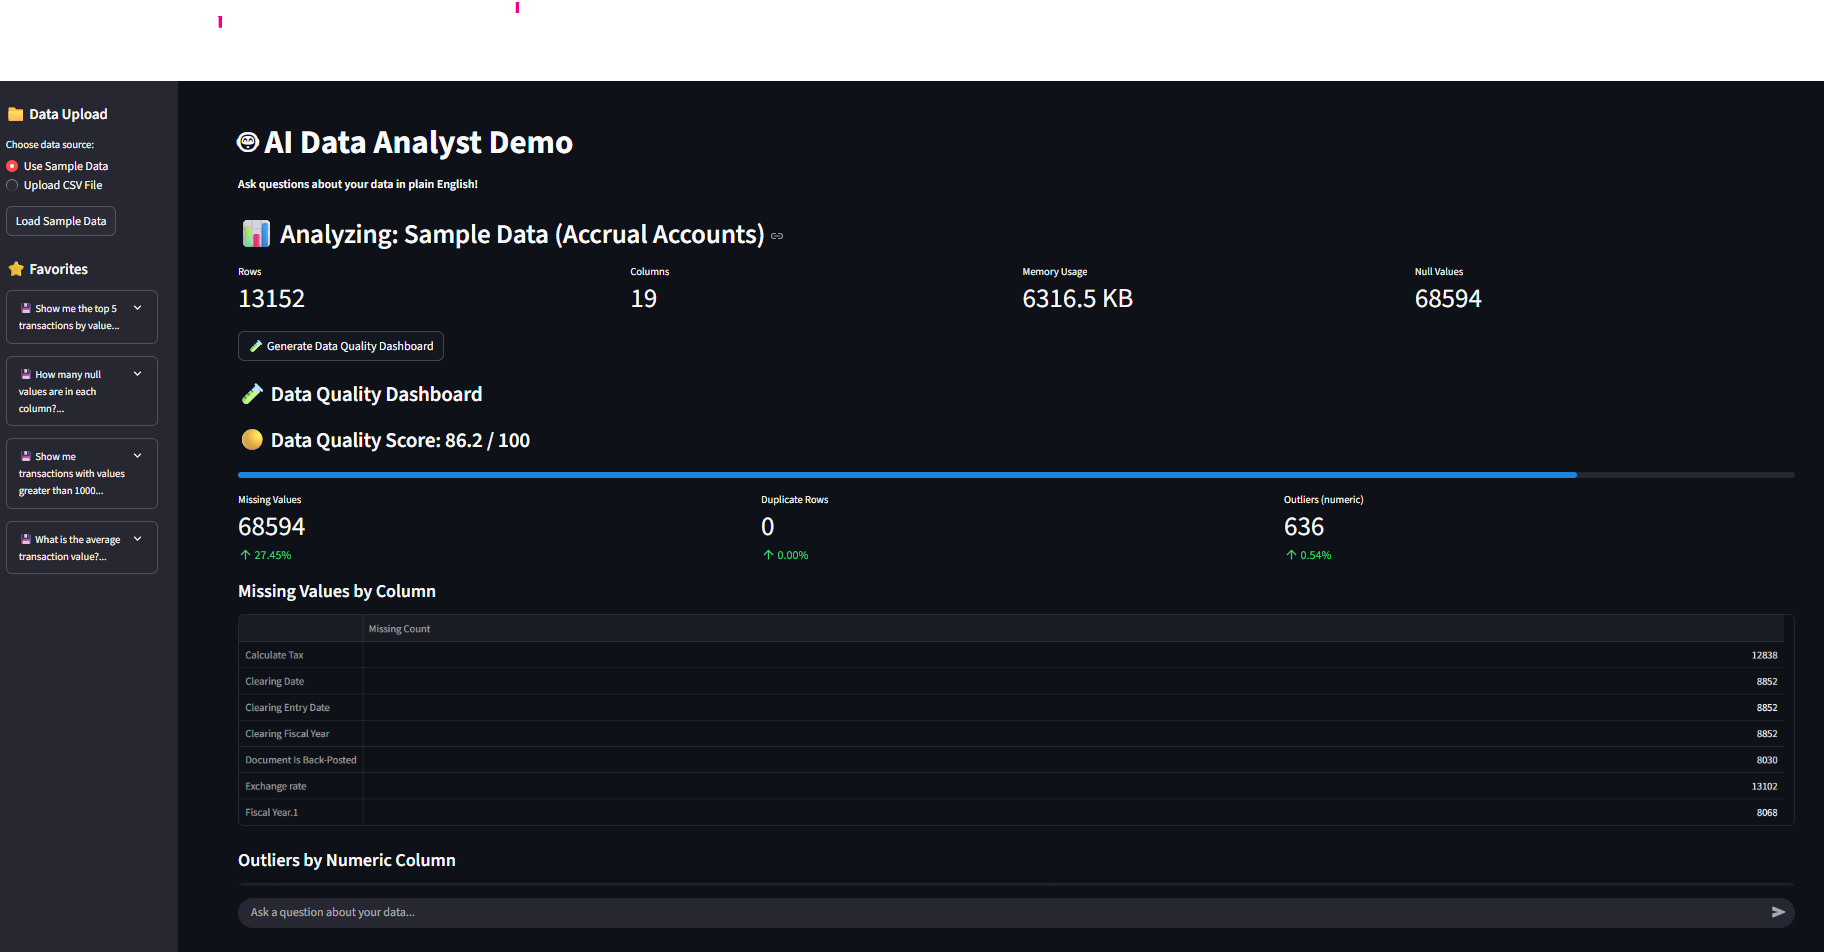 Data Upload
Choose data source:
Use Sample Data
Upload CSV File
Load Sample Data
Favorites
Show me the top 5
transactions by value...
How many null
values are in each
column?...
Show me
transactions with values
greater than 1000...
What is the average
transaction value?...
AI Data Analyst Demo
Ask questions about your data in plain English!
Analyzing: Sample Data (Accrual Accounts)
Rows
13152
Columns
19
Memory Usage
6316.5 KB
Null Values
68594
Generate Data Quality Dashboard
Data Quality Dashboard
Data Quality Score: 86.2 / 100
Missing Values
68594
↑ 27.45%
Duplicate Rows
0
↑ 0.00%
Outliers (numeric)
636
↑ 0.54%
Missing Values by Column
Missing Count
Calculate Tax 12838
Clearing Date 8852
Clearing Entry Date 8852
Clearing Fiscal Year 8852
Document Is Back-Posted 8030
Exchange rate 13102
Fiscal Year.1 8068
Outliers by Numeric Column
Ask a question about your data...